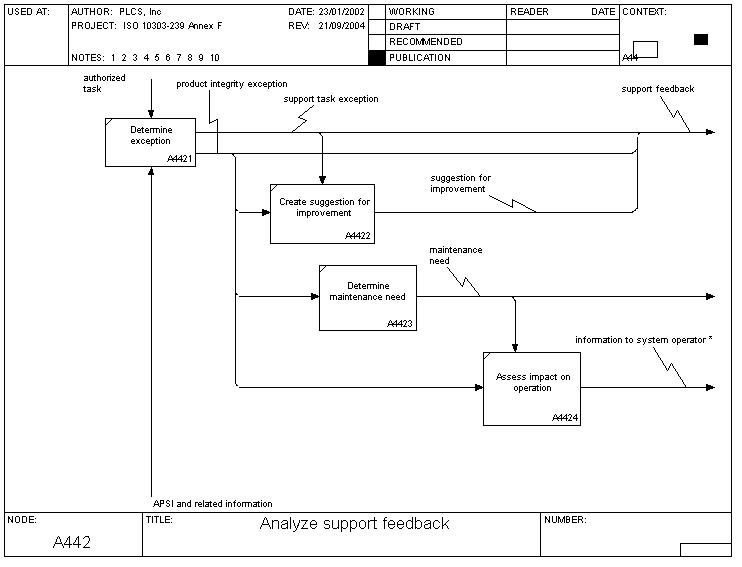 USED AT:
AUTHOR: PLCS, Inc
DATE: 23/01/2002
WORKING
READER
DATE
CONTEXT:
PROJECT: ISO 10303-239 Annex F
REV: 21/09/2004
DRAFT
RECOMMENDED
NOTES: 1 2 3 4 5 6 7 8 9 10
PUBLICATION
A44
authorized
task
product integrity exception
support task exception
support feedback
Determine
exception
A4421
suggestion for
improvement
Create suggestion for
improvement
A4422
maintenance
need
Determine
maintenance need
A4423
information to system operator *
Assess impact on
operation
A4424
APSI and related information
NODE:
TITLE:
Analyze support feedback
NUMBER:
A442